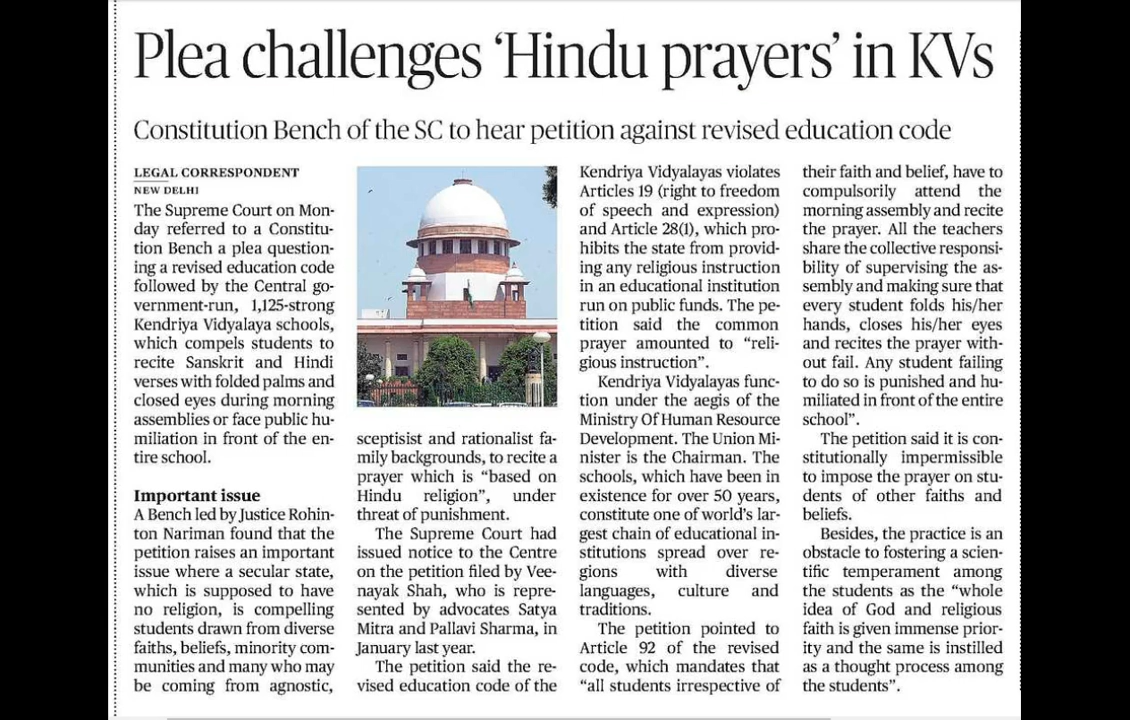 Plea challenges ‘Hindu prayers’ in KVs
Constitution Bench of the SC to hear petition against revised education code
LEGAL CORRESPONDENT
NEW DELHI
The Supreme Court on Mon-
day referred to a Constitu-
tion Bench a plea question-
ing a revised education code
followed by the Central go-
vernment-run, 1,125-strong
Kendriya Vidyalaya schools,
which compels students to
recite Sanskrit and Hindi
verses with folded palms and
closed eyes during morning
assemblies or face public hu-
miliation in front of the en-
tire school.
Important issue
A Bench led by Justice Rohin-
ton Nariman found that the
petition raises an important
issue where a secular state,
which is supposed to have
no religion, is compelling
students drawn from diverse
faiths, beliefs, minority com-
munities and many who may
be coming from agnostic,
sceptisist and rationalist fa-
mily backgrounds, to recite a
prayer which is “based on
Hindu religion”, under
threat of punishment.
The Supreme Court had
issued notice to the Centre
on the petition filed by Vee-
nayak Shah, who is repre-
sented by advocates Satya
Mitra and Pallavi Sharma, in
January last year.
The petition said the re-
vised education code of the
Kendriya Vidyalayas violates
Articles 19 (right to freedom
of speech and expression)
and Article 28(1), which pro-
hibits the state from provid-
ing any religious instruction
in an educational institution
run on public funds. The pe-
tition said the common
prayer amounted to “reli-
gious instruction”.
Kendriya Vidyalayas func-
tion under the aegis of the
Ministry Of Human Resource
Development. The Union Mi-
nister is the Chairman. The
schools, which have been in
existence for over 50 years,
constitute one of world’s lar-
gest chain of educational in-
stitutions spread over re-
gions with diverse
languages, culture and
traditions.
The petition pointed to
Article 92 of the revised
code, which mandates that
“all students irrespective of
their faith and belief, have to
compulsorily attend the
morning assembly and recite
the prayer. All the teachers
share the collective responsi-
bility of supervising the as-
sembly and making sure that
every student folds his/her
hands, closes his/her eyes
and recites the prayer with-
out fail. Any student failing
to do so is punished and hu-
miliated in front of the entire
school”.
The petition said it is con-
stitutionally impermissible
to impose the prayer on stu-
dents of other faiths and
beliefs.
Besides, the practice is an
obstacle to fostering a scien-
tific temperament among
the students as the “whole
idea of God and religious
faith is given immense prior-
ity and the same is instilled
as a thought process among
the students”.